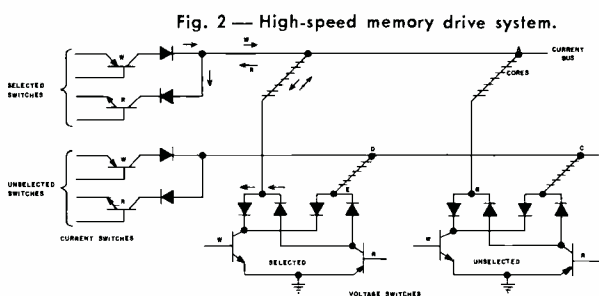 Fig. 2 — High-speed memory drive system.
W
R
CURRENT BUS
SELECTED SWITCHES
W
R
CORES
UNSELECTED SWITCHES
W
R
D
C
E
CURRENT SWITCHES
W
SELECTED
R
W
UNSELECTED
R
VOLTAGE SWITCHES